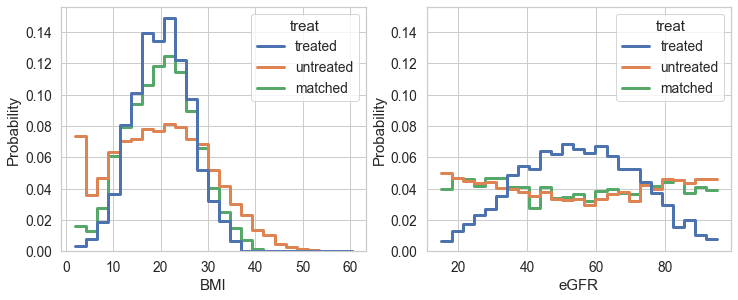 treat
treated
untreated
matched
Probability
0.14
0.12
0.10
0.08
0.06
0.04
0.02
0.00
0 10 20 30 40 50 60
BMI
treat
treated
untreated
matched
Probability
0.14
0.12
0.10
0.08
0.06
0.04
0.02
0.00
20 40 60 80
eGFR